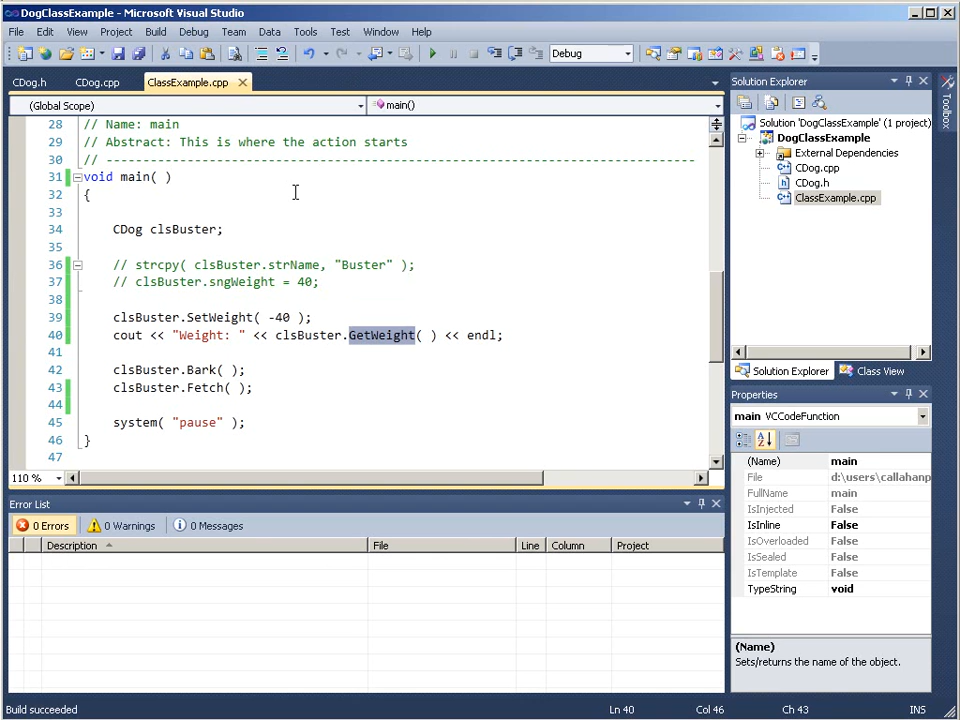 DogClassExample - Microsoft Visual Studio
File Edit View Project Build Debug Team Data Tools Test Window Help
Debug
CDog.h CDog.cpp ClassExample.cpp
(Global Scope) main()
28 // Name: main
29 // Abstract: This is where the action starts
30 // --------------------------------------------------------------------------------
31 void main( )
32 {
33
34 CDog clsBuster;
35
36 // strcpy( clsBuster.strName, "Buster" );
37 // clsBuster.sngWeight = 40;
38
39 clsBuster.SetWeight( -40 );
40 cout << "Weight: " << clsBuster.GetWeight( ) << endl;
41
42 clsBuster.Bark( );
43 clsBuster.Fetch( );
44
45 system( "pause" );
46 }
47
110 %
Error List
0 Errors 0 Warnings 0 Messages
Description File Line Column Project
Solution Explorer
Solution 'DogClassExample' (1 project)
DogClassExample
External Dependencies
CDog.cpp
CDog.h
ClassExample.cpp
Solution Explorer Class View
Toolbox
Properties
main VCCodeFunction
(Name) main
File d:\users\callahanp
FullName main
IsInjected False
IsInline False
IsOverloaded False
IsSealed False
IsTemplate False
TypeString void
(Name)
Sets/returns the name of the object.
Build succeeded Ln 40 Col 46 Ch 43 INS